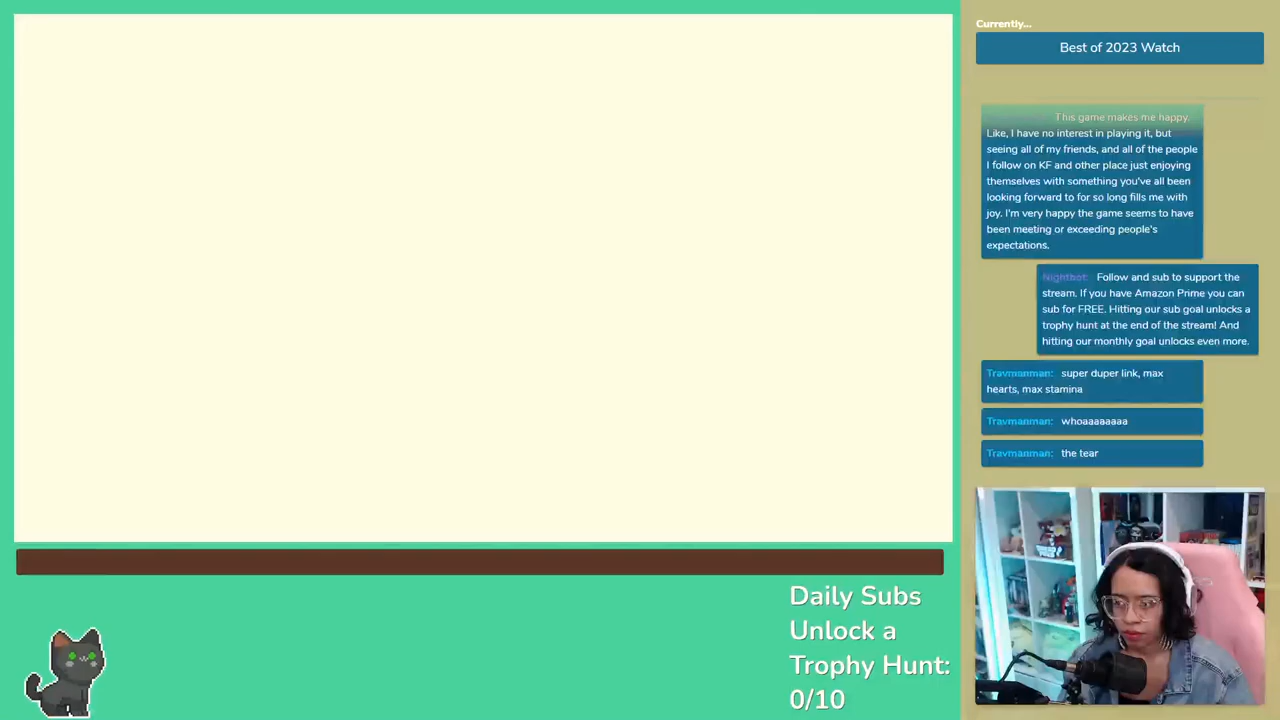 Currently...
Best of 2023 Watch
This game makes me happy.
Like, I have no interest in playing it, but
seeing all of my friends, and all of the people
I follow on KF and other place just enjoying
themselves with something you've all been
looking forward to for so long fills me with
joy. I'm very happy the game seems to have
been meeting or exceeding people's
expectations.
Nightbot: Follow and sub to support the
stream. If you have Amazon Prime you can
sub for FREE. Hitting our sub goal unlocks a
trophy hunt at the end of the stream! And
hitting our monthly goal unlocks even more.
Travmanman: super duper link, max
hearts, max stamina
Travmanman: whoaaaaaaaa
Travmanman: the tear
Daily Subs
Unlock a
Trophy Hunt:
0/10